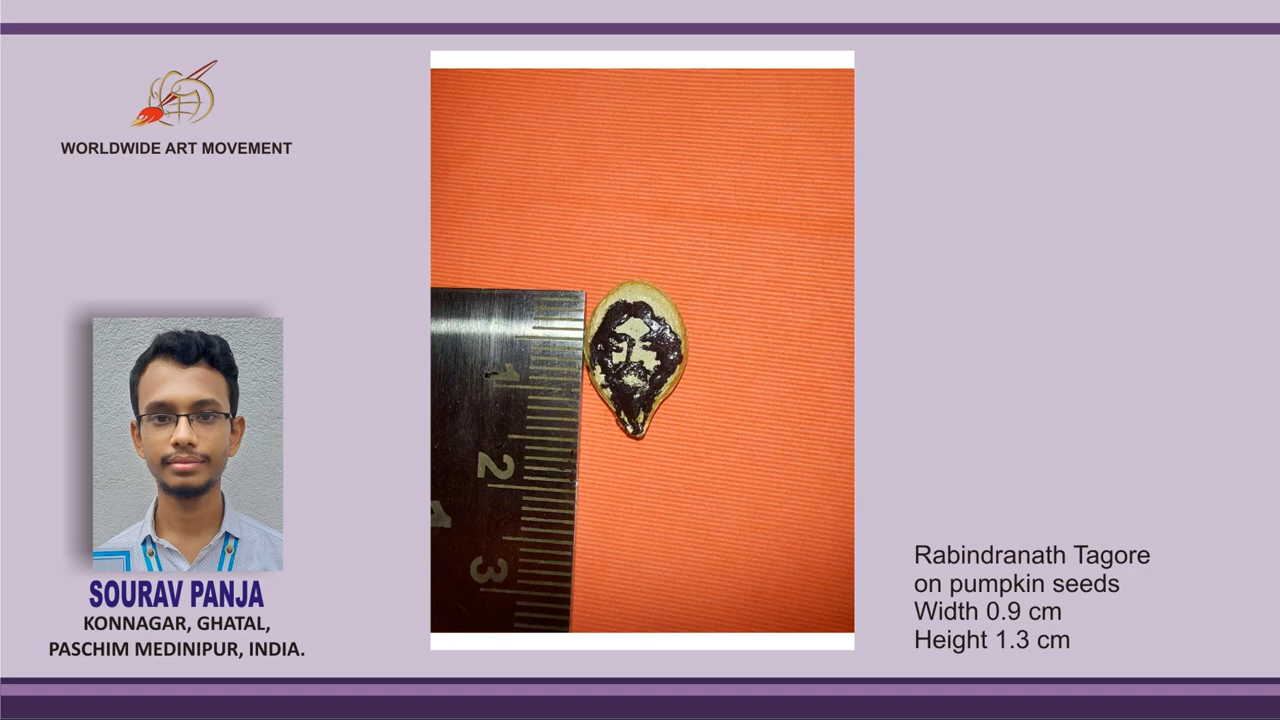 WORLDWIDE ART MOVEMENT
SOURAV PANJA
KONNAGAR, GHATAL,
PASCHIM MEDINIPUR, INDIA.
1
2
3
Rabindranath Tagore
on pumpkin seeds
Width 0.9 cm
Height 1.3 cm